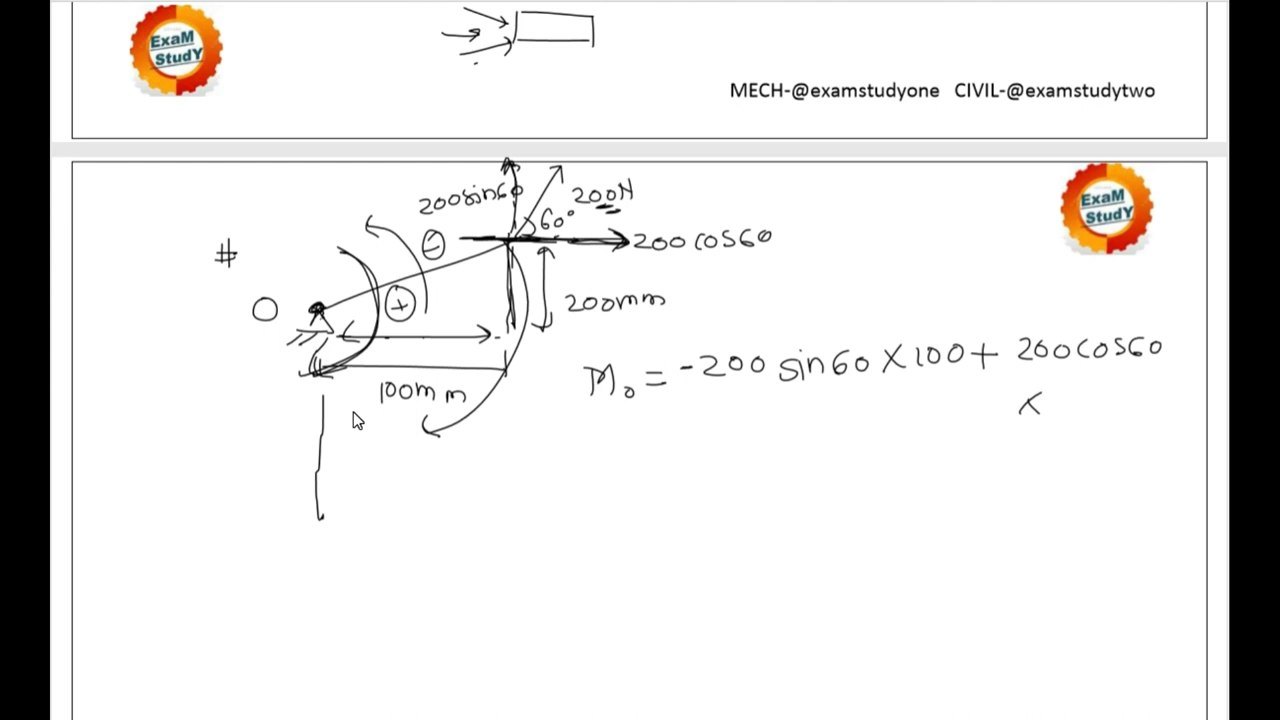 ExaM
StudY
MECH-@examstudyone CIVIL-@examstudytwo
ExaM
StudY
200sin60
200N
60°
#
⊖
200cos60
O
⊕
200mm
100mm
M₀ = -200 sin60 × 100 + 200cos60
×